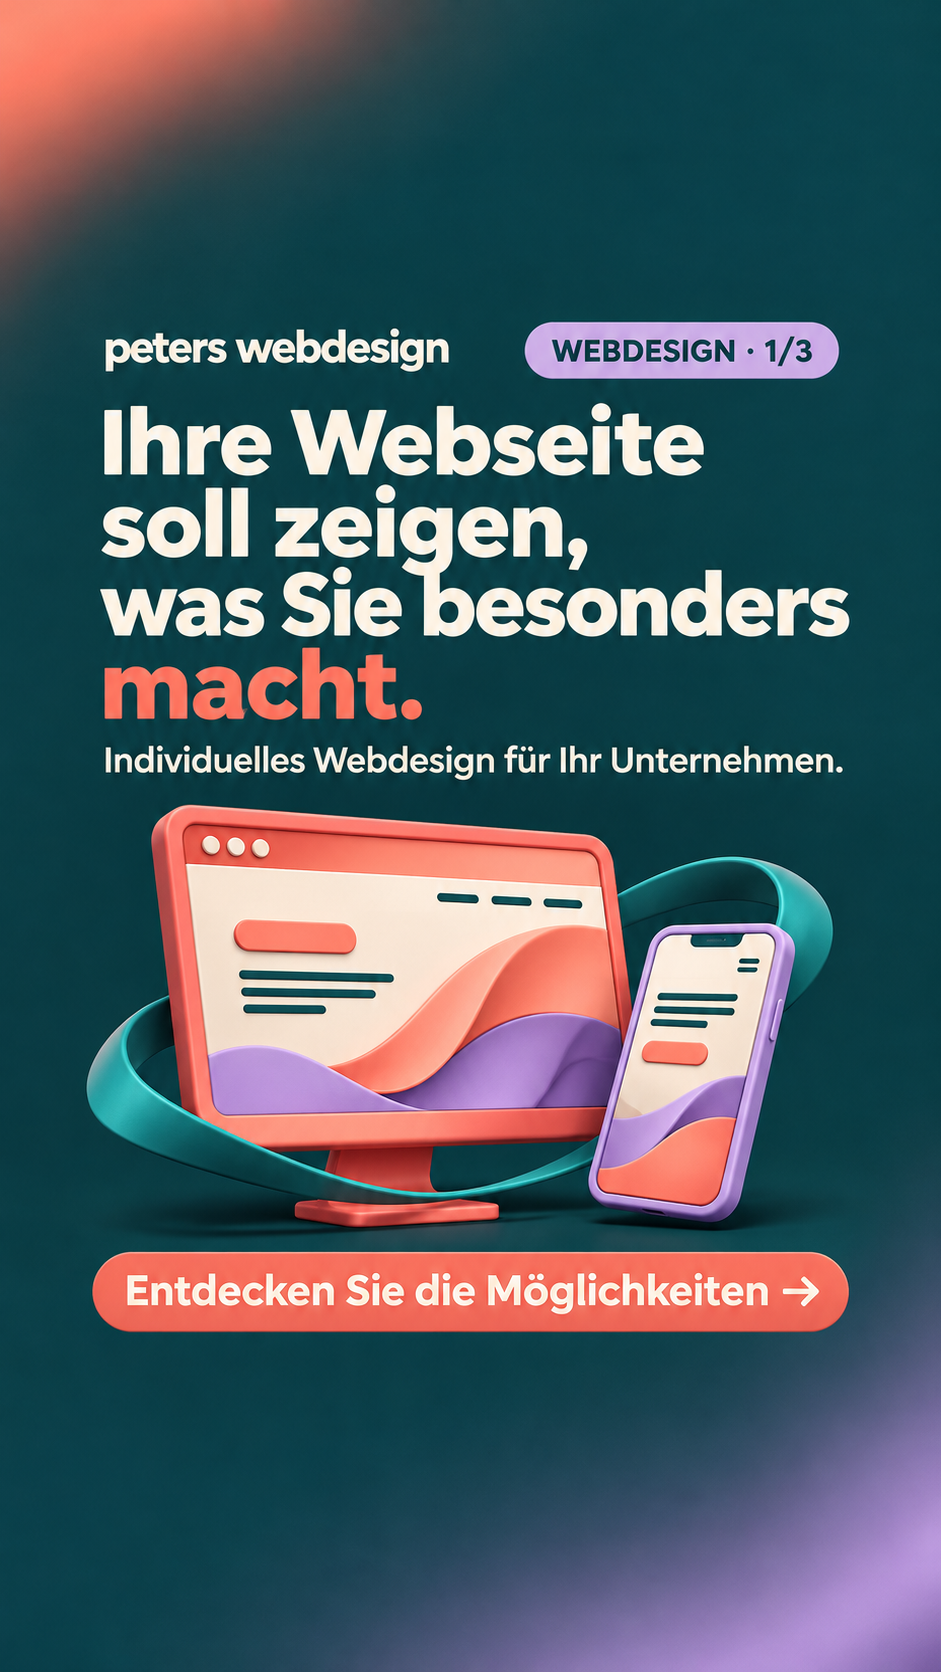 peters webdesign
WEBDESIGN · 1/3
Ihre Webseite
soll zeigen,
was Sie besonders
macht.
Individuelles Webdesign für Ihr Unternehmen.
Entdecken Sie die Möglichkeiten →